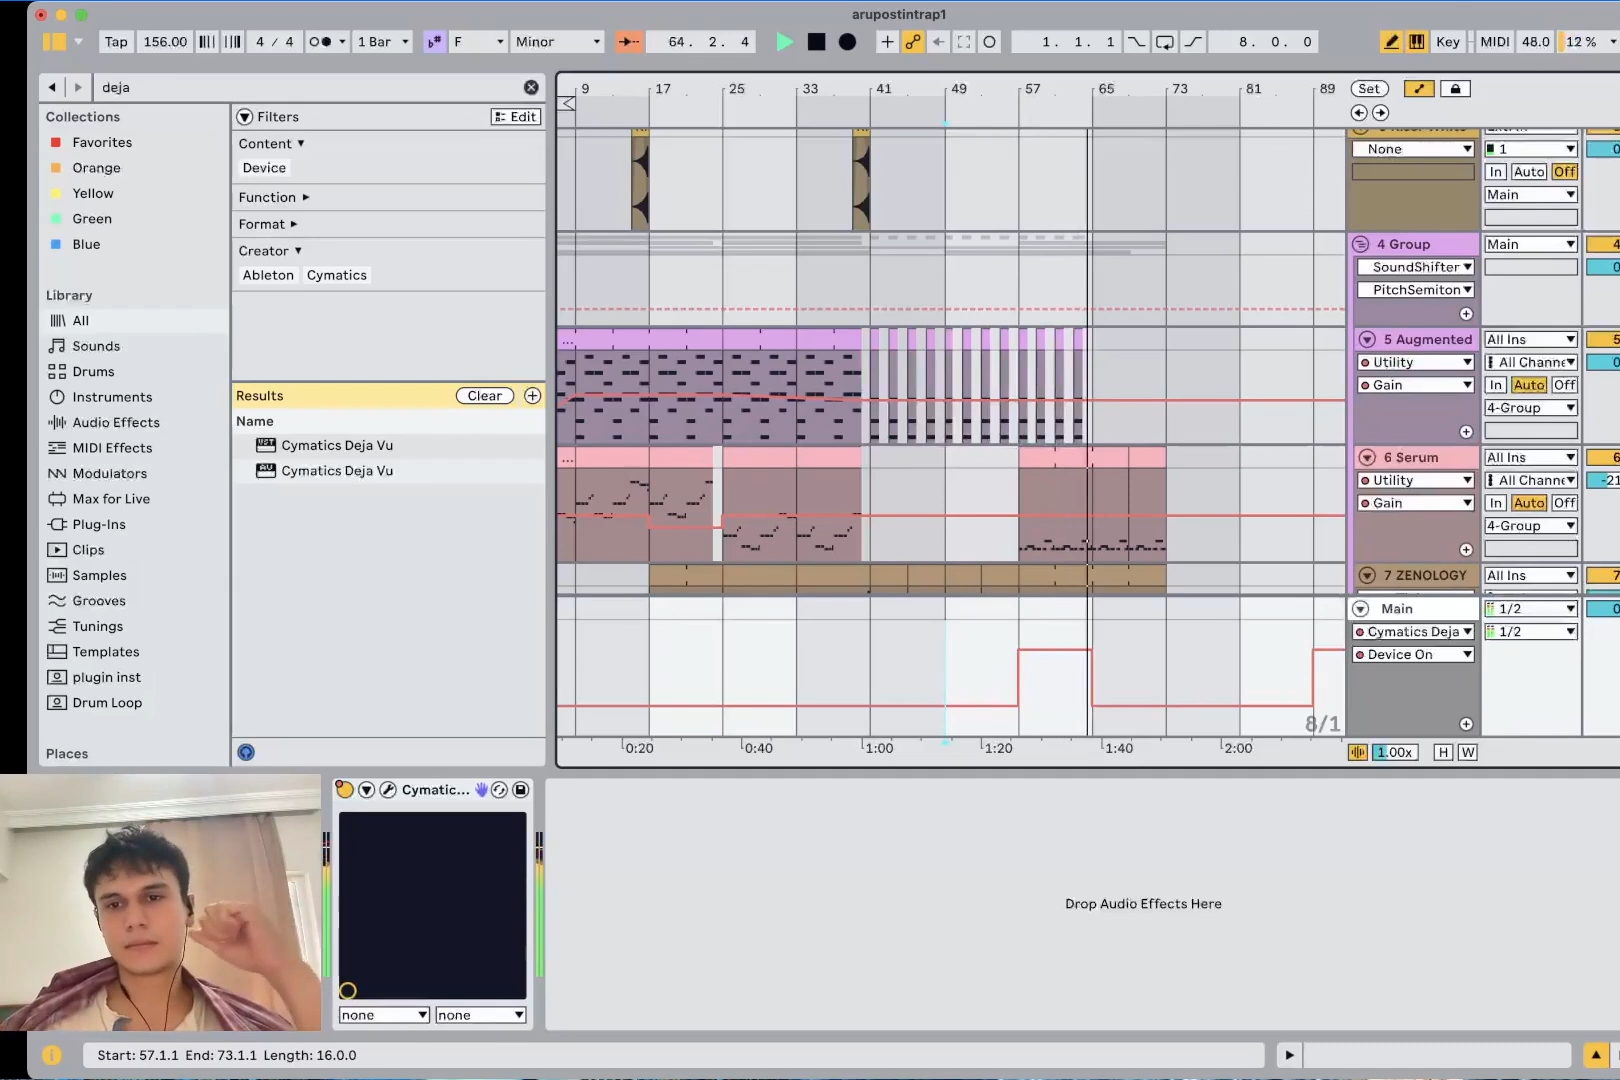 arupostintrap1
Tap 156.00 4 / 4 1 Bar F Minor 64. 2. 4 1. 1. 1 8. 0. 0 Key MIDI 48.0 12 %
deja
Collections
Favorites
Orange
Yellow
Green
Blue
Library
All
Sounds
Drums
Instruments
Audio Effects
MIDI Effects
Modulators
Max for Live
Plug-Ins
Clips
Samples
Grooves
Tunings
Templates
plugin inst
Drum Loop
Places
Filters Edit
Content
Device
Function
Format
Creator
Ableton Cymatics
Results Clear
Name
Cymatics Deja Vu
Cymatics Deja Vu
9 17 25 33 41 49 57 65 73 81 89 Set
None 1
In Auto Off
Main
4 Group Main
SoundShifter
PitchSemiton
5 Augmented All Ins
Utility All Channe
Gain In Auto Off
4-Group
6 Serum All Ins
Utility All Channe
Gain In Auto Off
4-Group
7 ZENOLOGY All Ins
Main 1/2
Cymatics Deja 1/2
Device On
8/1
0:20 0:40 1:00 1:20 1:40 2:00 1.00x H W
Cymatic...
none none
Drop Audio Effects Here
Start: 57.1.1 End: 73.1.1 Length: 16.0.0